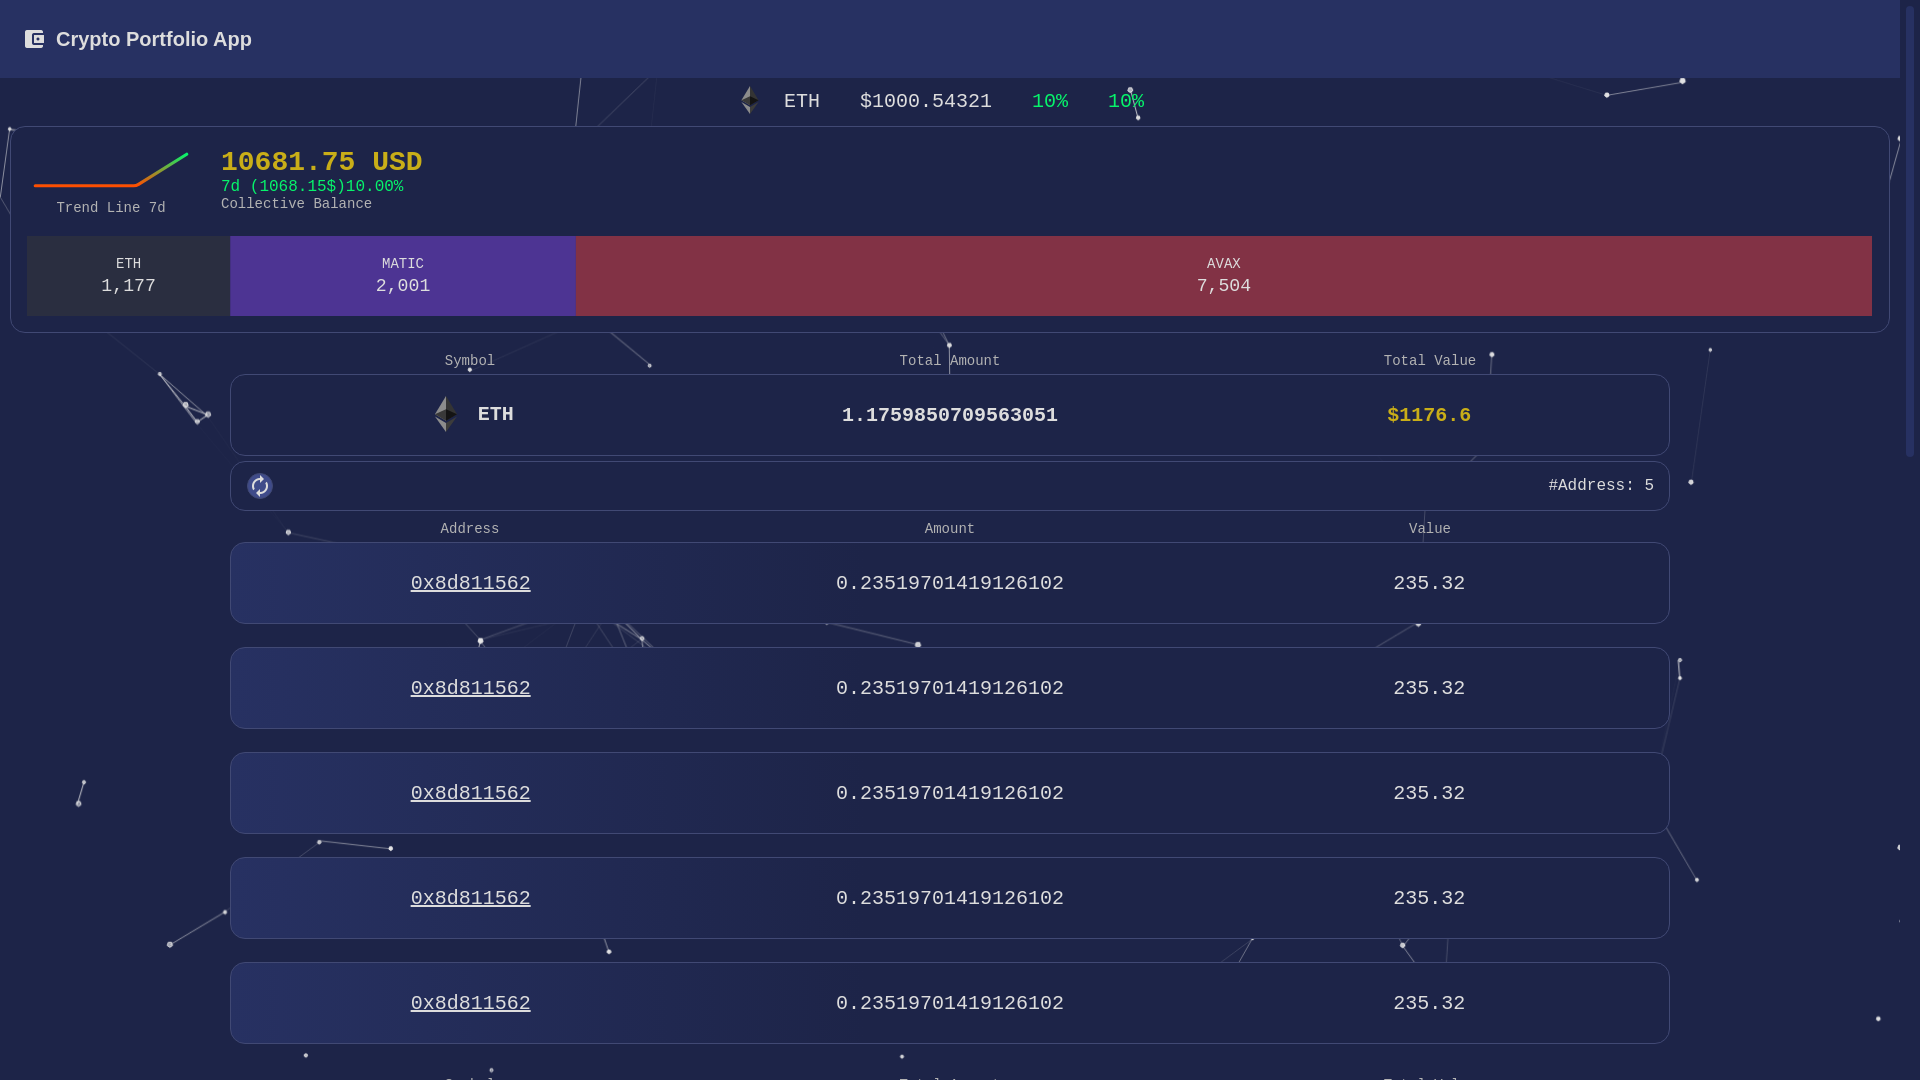 Crypto Portfolio App
ETH $1000.54321 10% 10%
10681.75 USD
7d (1068.15$)10.00%
Collective Balance
Trend Line 7d
ETH
1,177
MATIC
2,001
AVAX
7,504
Symbol Total Amount Total Value
ETH 1.1759850709563051 $1176.6
#Address: 5
Address Amount Value
0x8d811562 0.23519701419126102 235.32
0x8d811562 0.23519701419126102 235.32
0x8d811562 0.23519701419126102 235.32
0x8d811562 0.23519701419126102 235.32
0x8d811562 0.23519701419126102 235.32